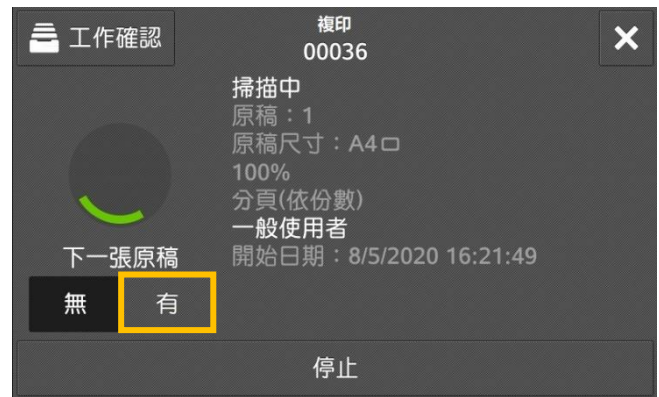 工作確認
複印
00036
掃描中
原稿：1
原稿尺寸：A4
100%
分頁(依份數)
一般使用者
開始日期：8/5/2020 16:21:49
下一張原稿
無 有
停止